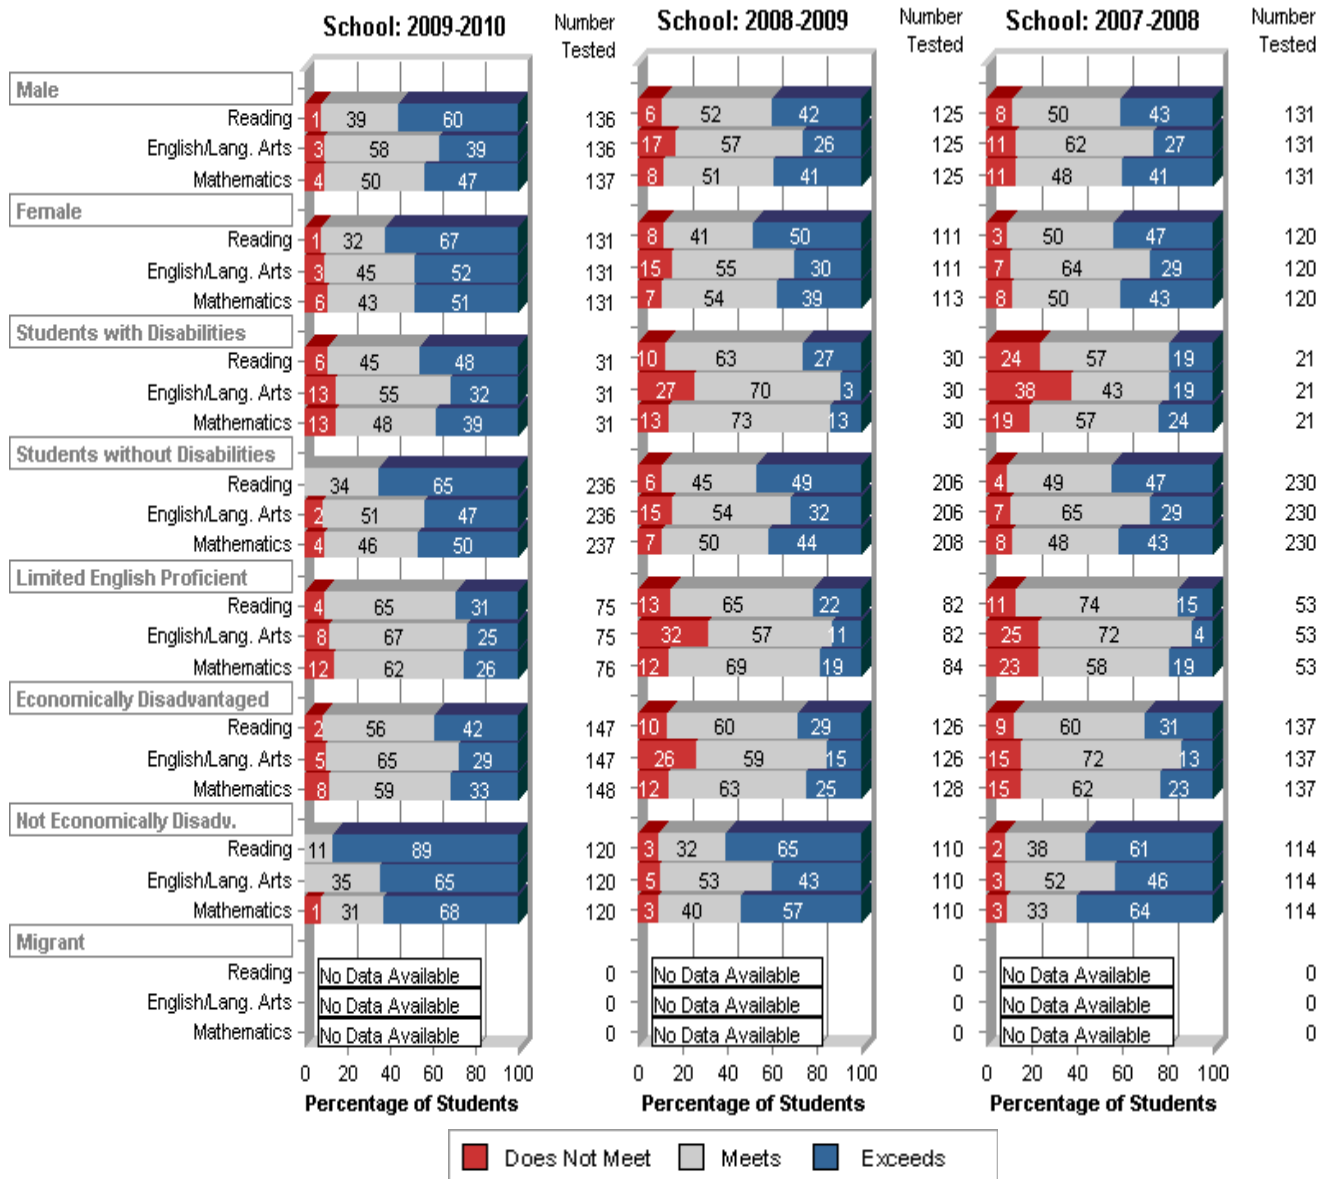 School: 2009-2010 Number Tested School: 2008-2009 Number Tested School: 2007-2008 Number Tested
Male
Reading 1 39 60 136 6 52 42 125 8 50 43 131
English/Lang. Arts 3 58 39 136 17 57 26 125 11 62 27 131
Mathematics 4 50 47 137 8 51 41 125 11 48 41 131
Female
Reading 1 32 67 131 8 41 50 111 3 50 47 120
English/Lang. Arts 3 45 52 131 15 55 30 111 7 64 29 120
Mathematics 6 43 51 131 7 54 39 113 8 50 43 120
Students with Disabilities
Reading 6 45 48 31 10 63 27 30 24 57 19 21
English/Lang. Arts 13 55 32 31 27 70 3 30 38 43 19 21
Mathematics 13 48 39 31 13 73 13 30 19 57 24 21
Students without Disabilities
Reading 34 65 236 6 45 49 206 4 49 47 230
English/Lang. Arts 2 51 47 236 15 54 32 206 7 65 29 230
Mathematics 4 46 50 237 7 50 44 208 8 48 43 230
Limited English Proficient
Reading 4 65 31 75 13 65 22 82 11 74 15 53
English/Lang. Arts 8 67 25 75 32 57 11 82 25 72 4 53
Mathematics 12 62 26 76 12 69 19 84 23 58 19 53
Economically Disadvantaged
Reading 2 56 42 147 10 60 29 126 9 60 31 137
English/Lang. Arts 5 65 29 147 26 59 15 126 15 72 13 137
Mathematics 8 59 33 148 12 63 25 128 15 62 23 137
Not Economically Disadv.
Reading 11 89 120 3 32 65 110 2 38 61 114
English/Lang. Arts 35 65 120 5 53 43 110 3 52 46 114
Mathematics 1 31 68 120 3 40 57 110 3 33 64 114
Migrant
Reading No Data Available 0 No Data Available 0 No Data Available 0
English/Lang. Arts No Data Available 0 No Data Available 0 No Data Available 0
Mathematics No Data Available 0 No Data Available 0 No Data Available 0
0 20 40 60 80 100 0 20 40 60 80 100 0 20 40 60 80 100
Percentage of Students Percentage of Students Percentage of Students
Does Not Meet Meets Exceeds